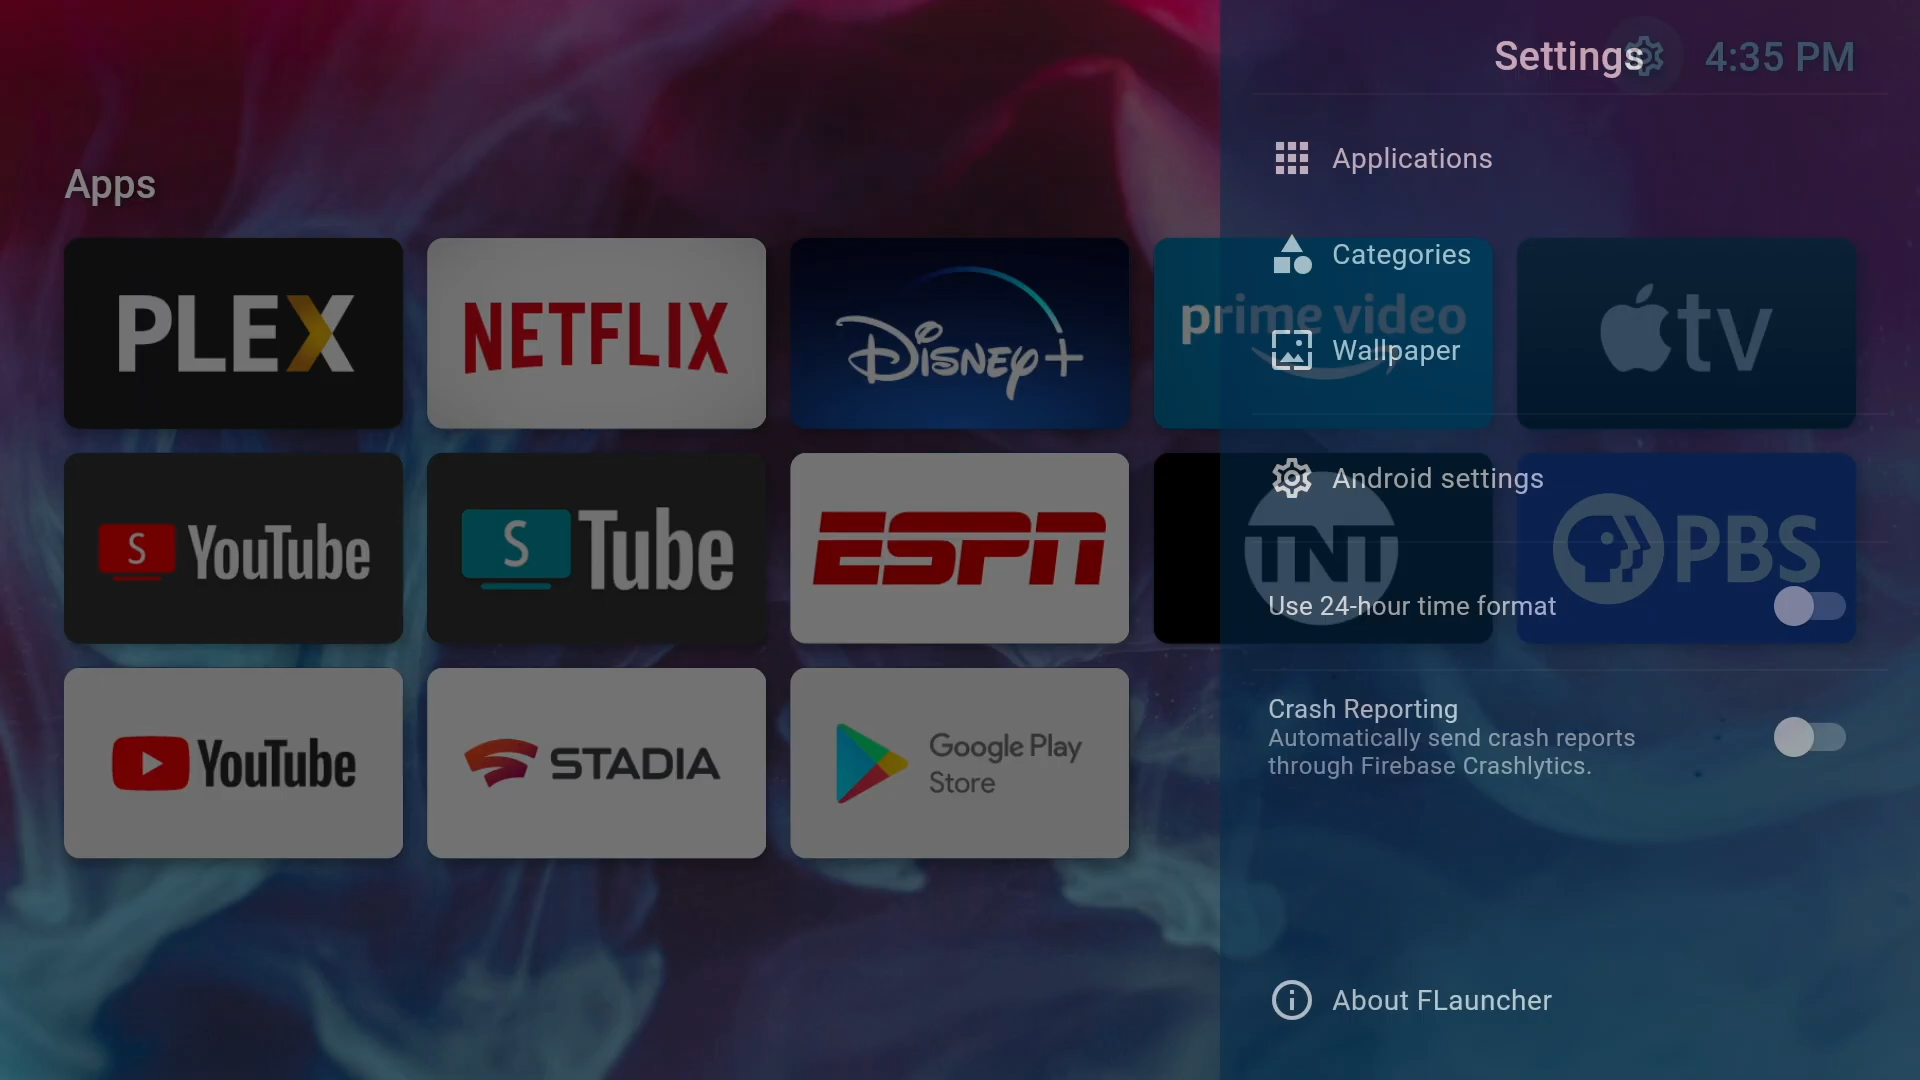 Settings
4:35 PM
Applications
Apps
Categories
PLEX
NETFLIX
Disney+
prime video
tv
Wallpaper
Android settings
S YouTube
S Tube
ESPN
TNT
PBS
Use 24-hour time format
Crash Reporting
Automatically send crash reports
through Firebase Crashlytics.
YouTube
STADIA
Google Play
Store
About FLauncher